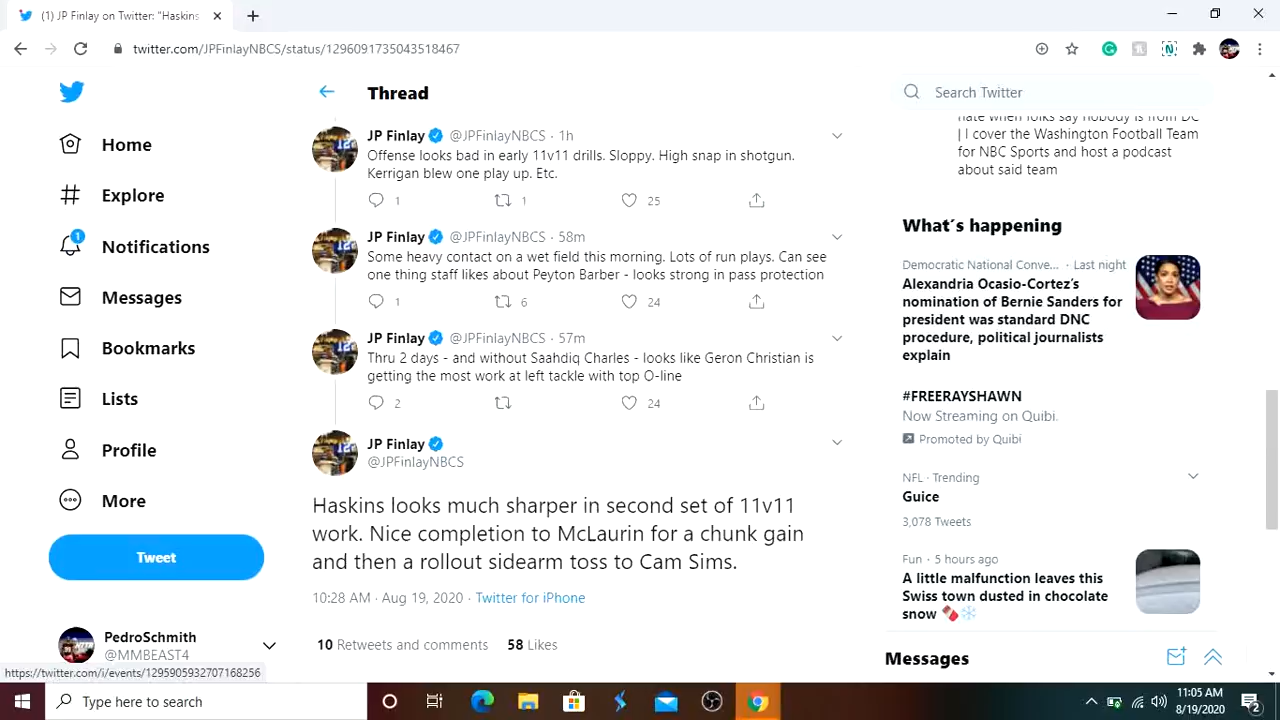 (1) JP Finlay on Twitter: "Haskins
twitter.com/JPFinlayNBCS/status/1296091735043518467
Thread
Search Twitter
Home
Explore
1
Notifications
Messages
Bookmarks
Lists
Profile
More
Tweet
PedroSchmith
@MMBEAST4
JP Finlay @JPFinlayNBCS · 1h
Offense looks bad in early 11v11 drills. Sloppy. High snap in shotgun.
Kerrigan blew one play up. Etc.
1 1 25
JP Finlay @JPFinlayNBCS · 58m
Some heavy contact on a wet field this morning. Lots of run plays. Can see
one thing staff likes about Peyton Barber - looks strong in pass protection
1 6 24
JP Finlay @JPFinlayNBCS · 57m
Thru 2 days - and without Saahdiq Charles - looks like Geron Christian is
getting the most work at left tackle with top O-line
2 24
JP Finlay
@JPFinlayNBCS
Haskins looks much sharper in second set of 11v11
work. Nice completion to McLaurin for a chunk gain
and then a rollout sidearm toss to Cam Sims.
10:28 AM · Aug 19, 2020 · Twitter for iPhone
10 Retweets and comments 58 Likes
hate when folks say nobody is from DC
| I cover the Washington Football Team
for NBC Sports and host a podcast
about said team
What's happening
Democratic National Conve... · Last night
Alexandria Ocasio-Cortez's
nomination of Bernie Sanders for
president was standard DNC
procedure, political journalists
explain
#FREERAYSHAWN
Now Streaming on Quibi.
Promoted by Quibi
NFL · Trending
Guice
3,078 Tweets
Fun · 5 hours ago
A little malfunction leaves this
Swiss town dusted in chocolate
snow 🍫❄️
Messages
https://twitter.com/i/events/1295905932707168256
Type here to search
11:05 AM
8/19/2020
2